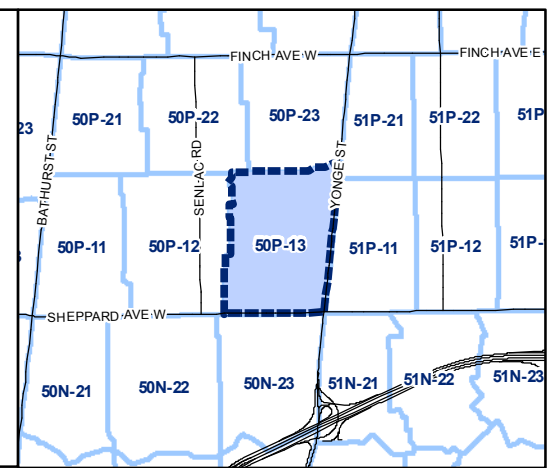 FINCH AVE W
FINCH AVE E
50P-21
50P-22
50P-23
51P-21
51P-22
51P
23
BATHURST ST
SENLAC RD
YONGE ST
50P-11
50P-12
50P-13
51P-11
51P-12
51P-
SHEPPARD AVE W
50N-21
50N-22
50N-23
51N-21
51N-22
51N-23